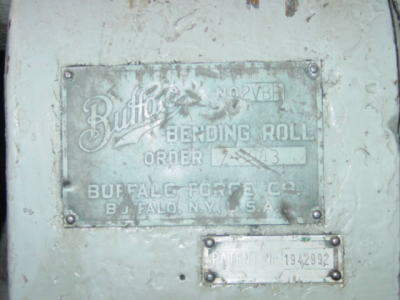 Buffalo No 2VBR
BENDING ROLL
ORDER
BUFFALO FORGE CO.
BUFFALO, N.Y., U.S.A.
PATENT NO 1942992